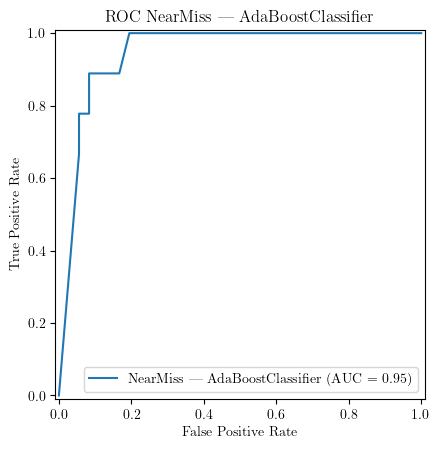 ROC NearMiss — AdaBoostClassifier
1.0
0.8
0.6
0.4
0.2
0.0
True Positive Rate
NearMiss — AdaBoostClassifier (AUC = 0.95)
0.0 0.2 0.4 0.6 0.8 1.0
False Positive Rate